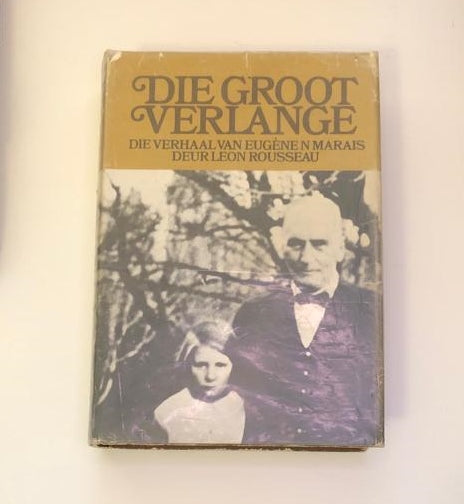 DIE GROOT
VERLANGE
DIE VERHAAL VAN EUGÈNE N MARAIS
DEUR LEON ROUSSEAU